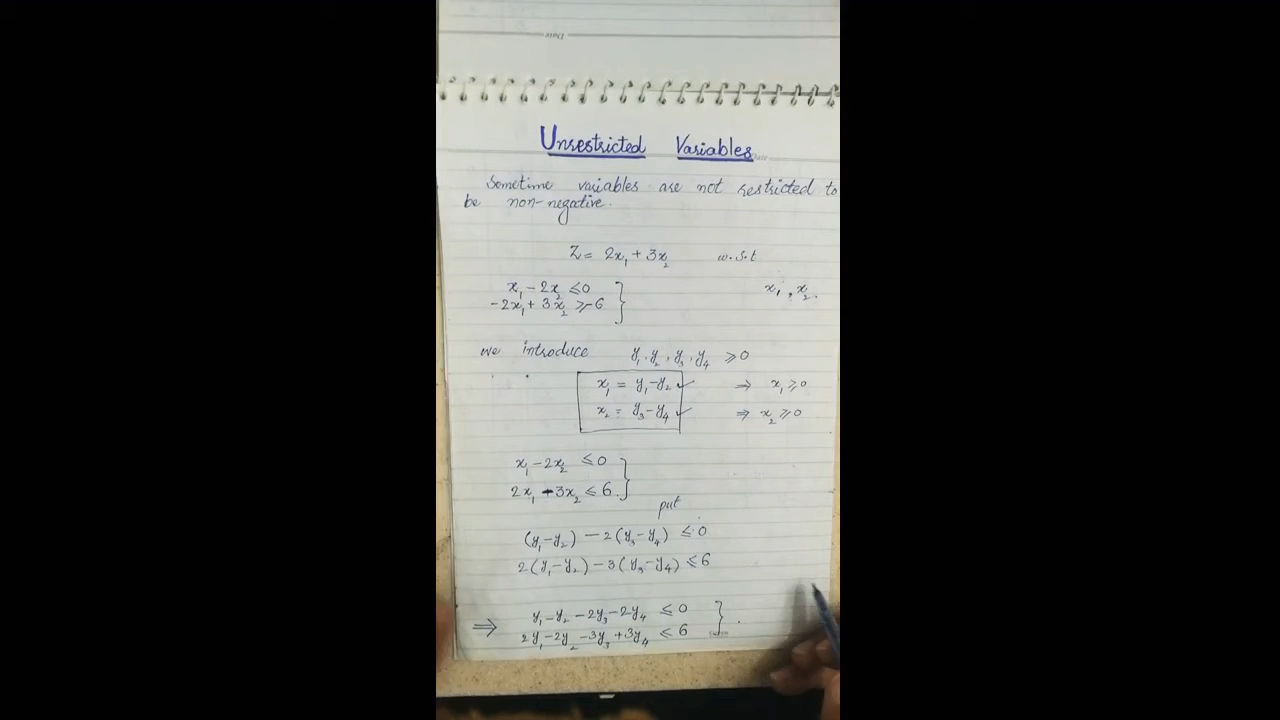 Date
Unrestricted Variables
Date
Sometime variables are not restricted to
be non-negative.
Z = 2x₁ + 3x₂ w.s.t
x₁ - 2x₂ ≤ 0 x₁, x₂.
-2x₁ + 3x₂ ≥ -6
we introduce y₁, y₂, y₃, y₄ ≥ 0
x₁ = y₁ - y₂ ✓ ⇒ x₁ ≥ 0
x₂ = y₃ - y₄ ✓ ⇒ x₂ ≥ 0
x₁ - 2x₂ ≤ 0
2x₁ - 3x₂ ≤ 6
put
(y₁ - y₂) - 2(y₃ - y₄) ≤ 0
2(y₁ - y₂) - 3(y₃ - y₄) ≤ 6
⇒ y₁ - y₂ - 2y₃ - 2y₄ ≤ 0
2y₁ - 2y₂ - 3y₃ + 3y₄ ≤ 6